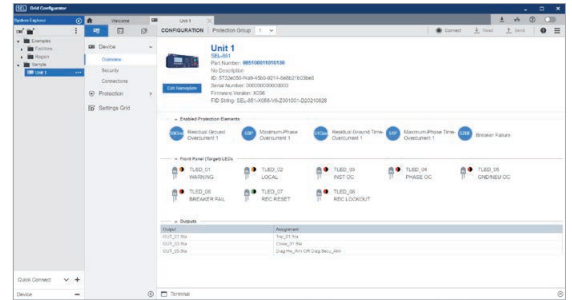 SEL Grid Configurator
System Explorer
Welcome
Unit 1
Examples
Facilities
Region
Sample
Unit 1
Device
Overview
Security
Connections
Protection
Settings Grid
CONFIGURATION
Protection Group 1
Connect
Read
Send
Unit 1
SEL-851
Part Number:
No Description
ID:
Serial Number:
Firmware Version:
FID String:
Edit Nameplate
Enabled Protection Elements
Residual Ground Overcurrent 1
Maximum-Phase Overcurrent 1
Residual Ground Time-Overcurrent 1
Maximum-Phase Time-Overcurrent 1
Breaker Failure
Front Panel (Target) LEDs
TLED_01
WARNING
TLED_02
LOCAL
TLED_03
INST OC
TLED_04
PHASE OC
TLED_05
GND/NEU OC
TLED_06
BREAKER FAIL
TLED_07
REC RESET
TLED_08
REC LOCKOUT
Outputs
Output
Assignment
Quick Connect
Device
Terminal